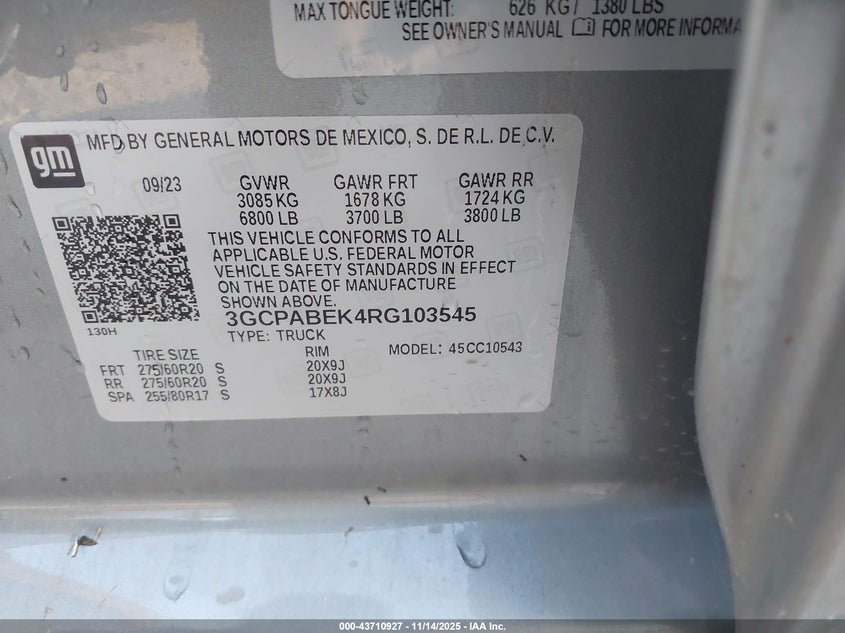 MAX TONGUE WEIGHT: 626 KG / 1380 LBS
SEE OWNER'S MANUAL FOR MORE INFORMA
gm
MFD BY GENERAL MOTORS DE MEXICO, S. DE R.L. DE C.V.
09/23 GVWR GAWR FRT GAWR RR
3085 KG 1678 KG 1724 KG
6800 LB 3700 LB 3800 LB
THIS VEHICLE CONFORMS TO ALL
APPLICABLE U.S. FEDERAL MOTOR
VEHICLE SAFETY STANDARDS IN EFFECT
ON THE DATE OF MANUFACTURE
SHOWN ABOVE.
3GCPABEK4RG103545
130H
TYPE: TRUCK
TIRE SIZE RIM MODEL: 45CC10543
FRT 275/60R20 S 20X9J
RR 275/60R20 S 20X9J
SPA 255/80R17 S 17X8J
000-43710927 - 11/14/2025 - IAA Inc.